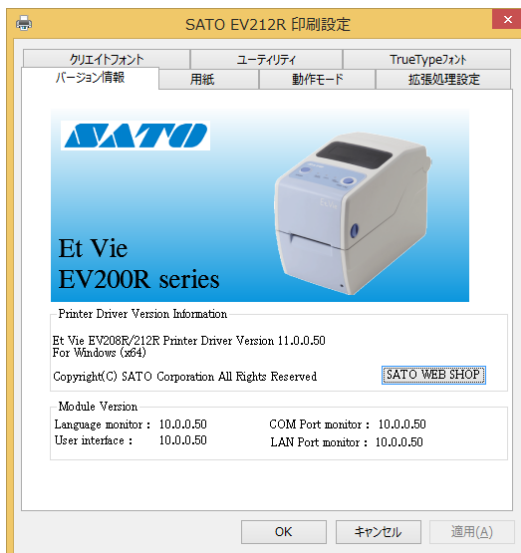 SATO EV212R 印刷設定
クリエイトフォント ユーティリティ TrueTypeフォント
バージョン情報 用紙 動作モード 拡張処理設定
SATO
Et Vie
EV200R series
Printer Driver Version Information
Et Vie EV208R/212R Printer Driver Version 11.0.0.50
For Windows (x64)
Copyright(C) SATO Corporation All Rights Reserved SATO WEB SHOP
Module Version
Language monitor : 10.0.0.50 COM Port monitor : 10.0.0.50
User interface : 10.0.0.50 LAN Port monitor : 10.0.0.50
OK キャンセル 適用(A)